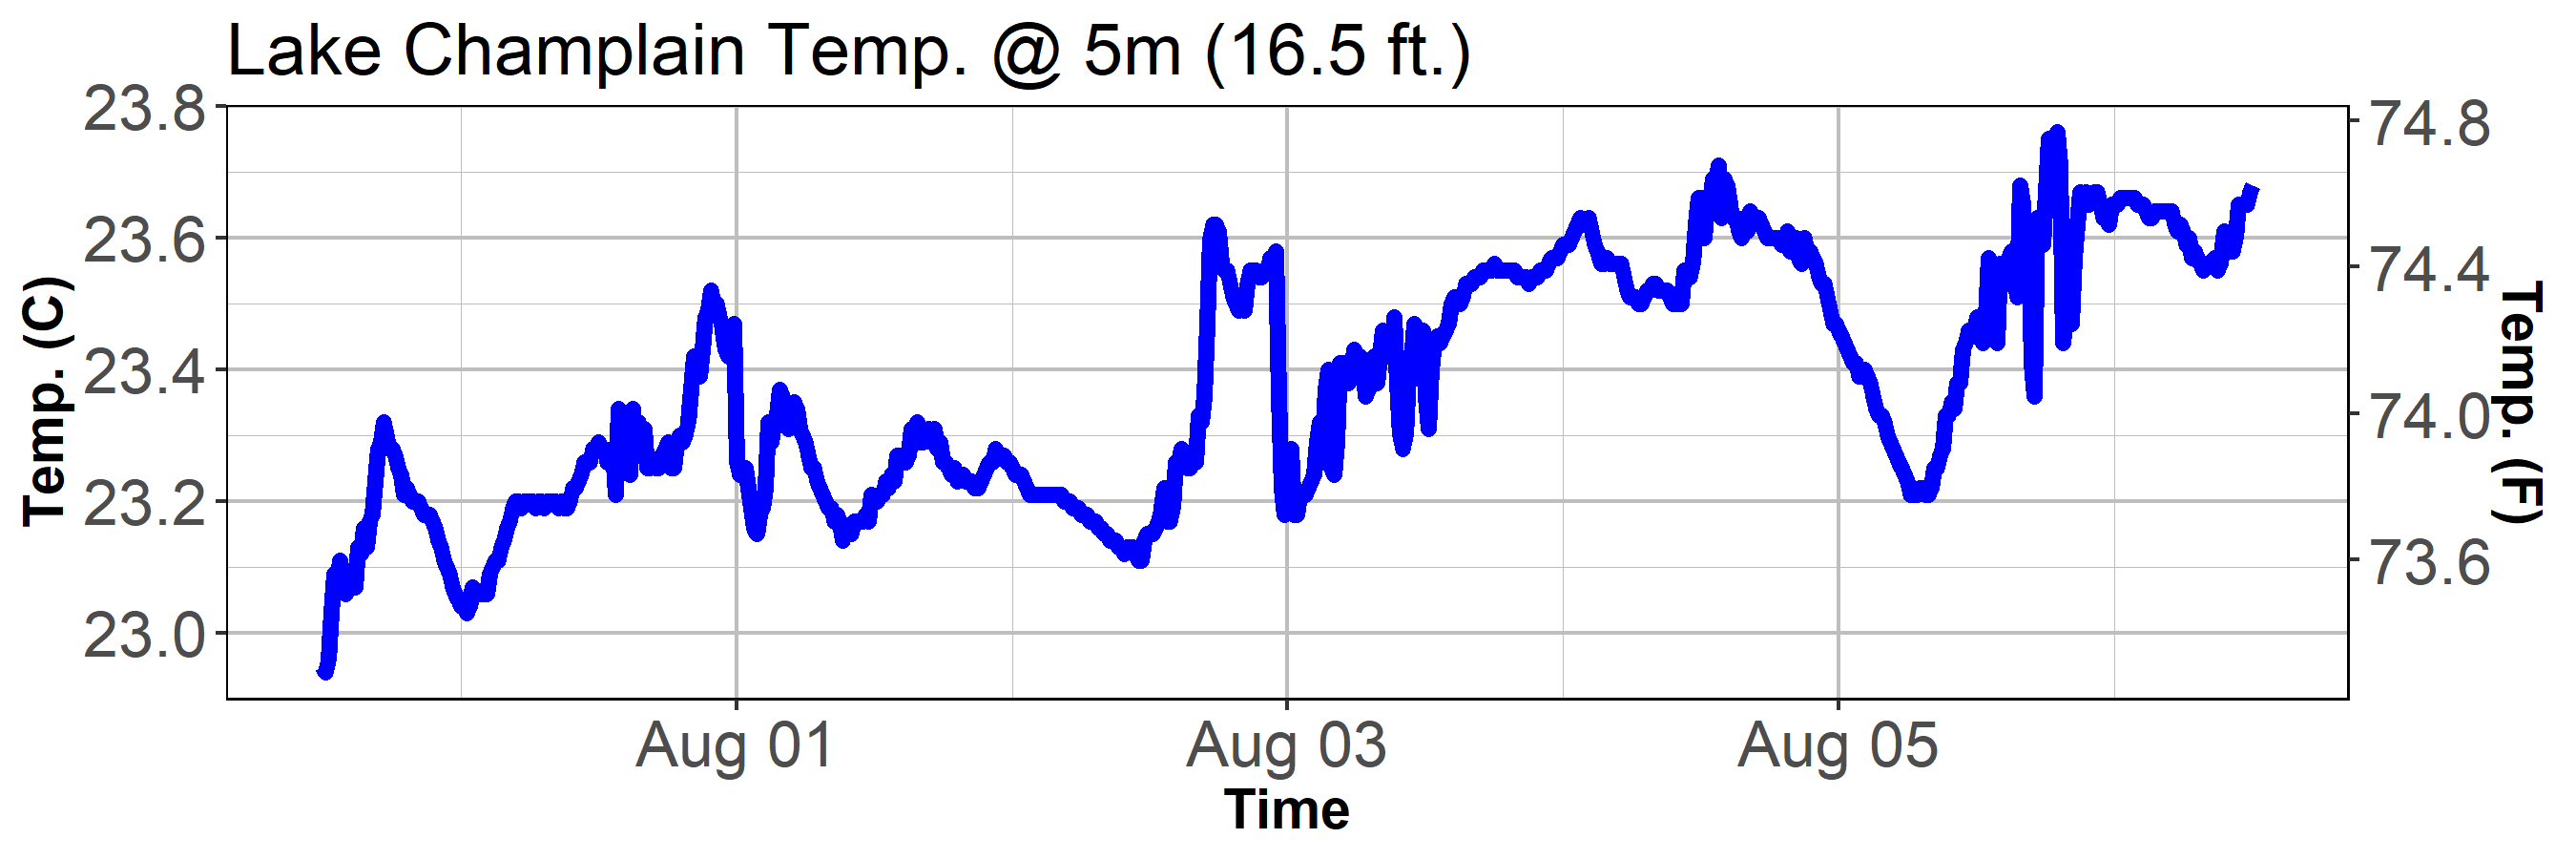 Lake Champlain Temp. @ 5m (16.5 ft.)
Temp. (C)
23.8
23.6
23.4
23.2
23.0
74.8
74.4
74.0
73.6
Temp. (F)
Aug 01 Aug 03 Aug 05
Time